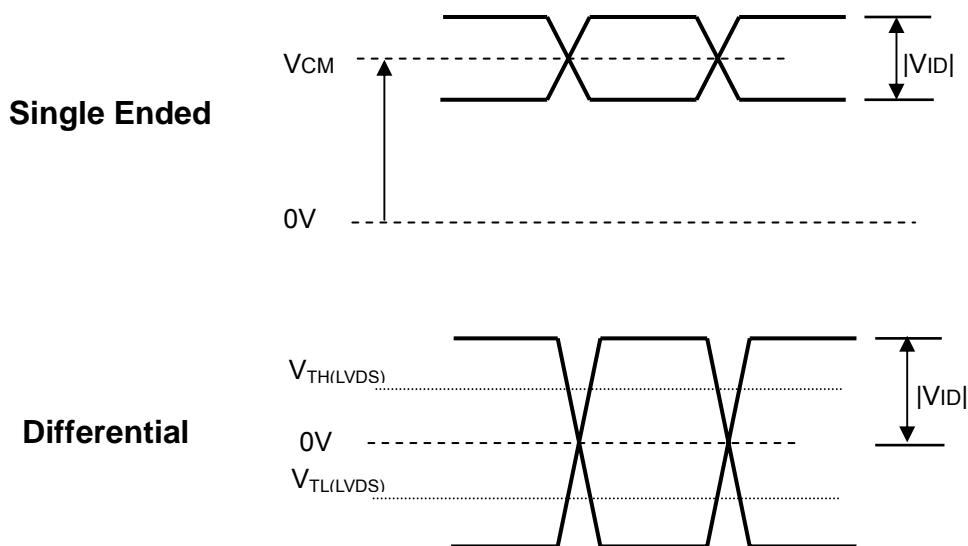 VCM
|VID|
Single Ended
0V
VTH(LVDS)
|VID|
Differential
0V
VTL(LVDS)